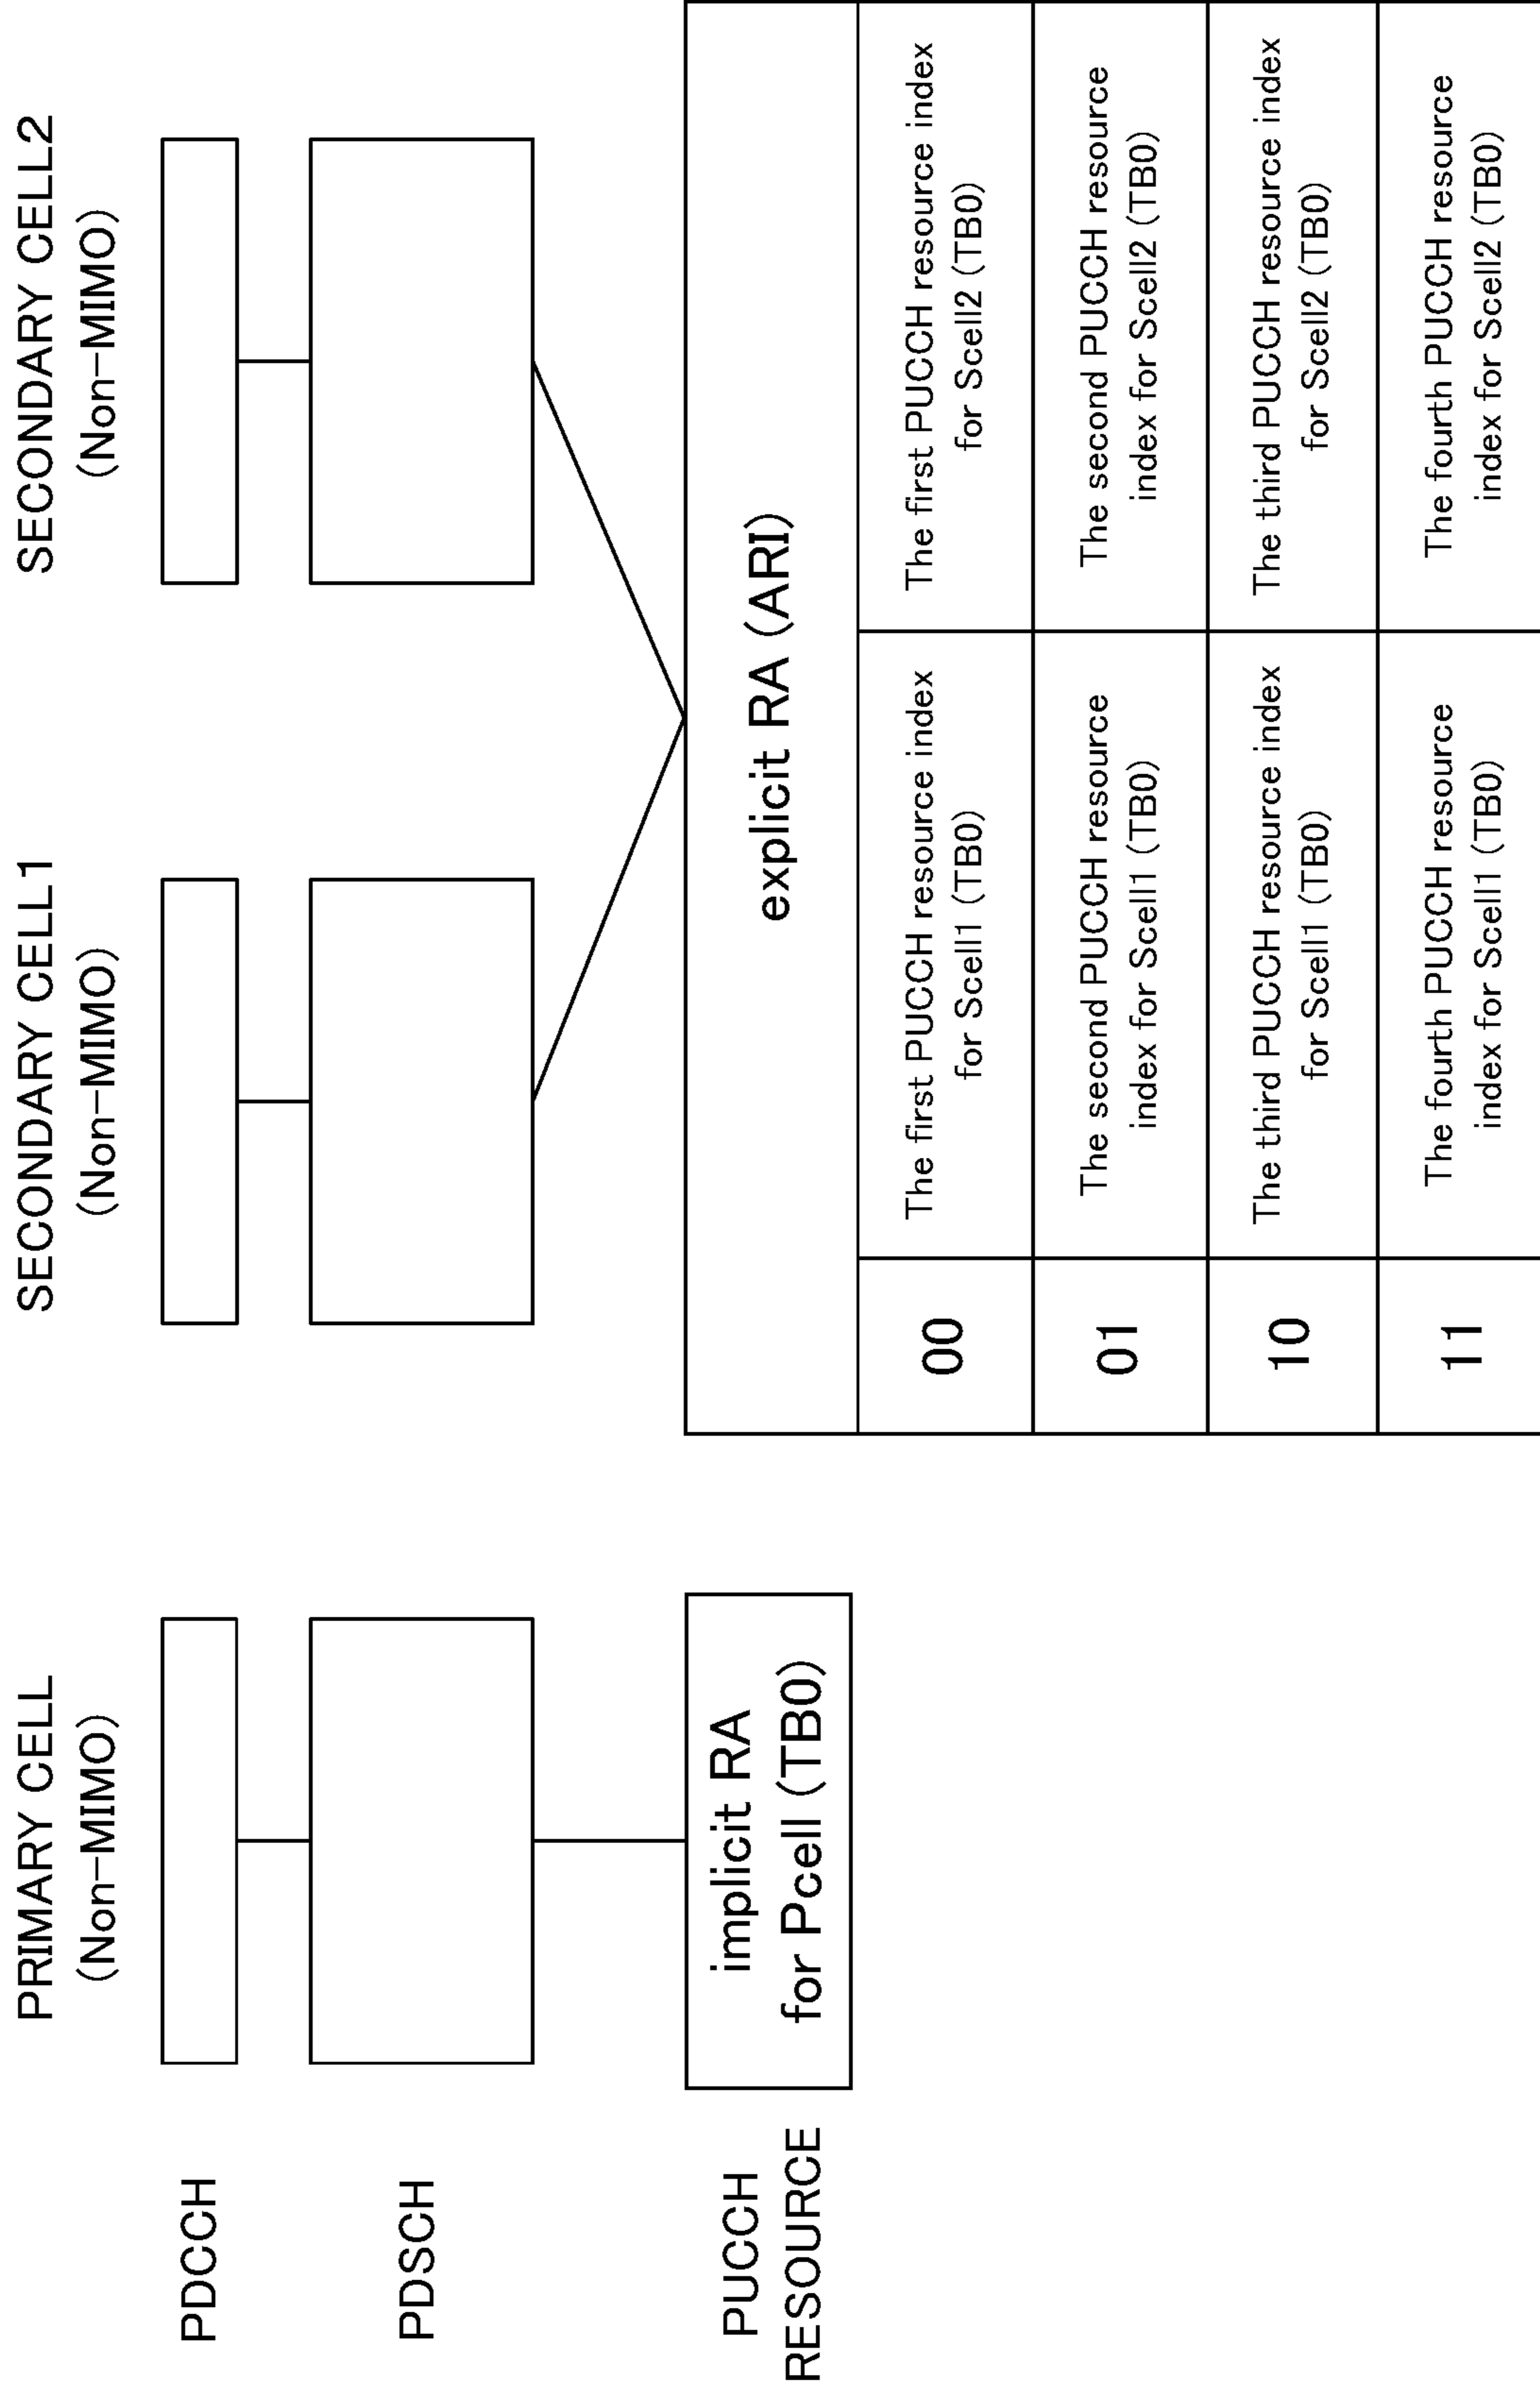 PRIMARY CELL
(Non-MIMO)
SECONDARY CELL1
(Non-MIMO)
SECONDARY CELL2
(Non-MIMO)
PDCCH
PDSCH
PUCCH
RESOURCE
implicit RA
for Pcell (TB0)
explicit RA (ARI)
00
The first PUCCH resource index
for Scell1 (TB0)
The first PUCCH resource index
for Scell2 (TB0)
01
The second PUCCH resource
index for Scell1 (TB0)
The second PUCCH resource
index for Scell2 (TB0)
10
The third PUCCH resource index
for Scell1 (TB0)
The third PUCCH resource index
for Scell2 (TB0)
11
The fourth PUCCH resource
index for Scell1 (TB0)
The fourth PUCCH resource
index for Scell2 (TB0)